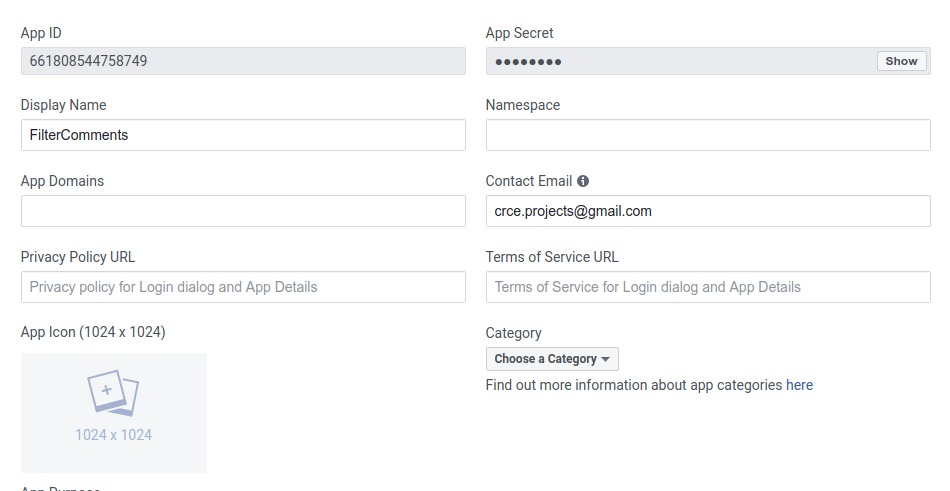 App ID
App Secret
661808544758749
●●●●●●●●
Show
Display Name
Namespace
FilterComments
App Domains
Contact Email
crce.projects@gmail.com
Privacy Policy URL
Terms of Service URL
Privacy policy for Login dialog and App Details
Terms of Service for Login dialog and App Details
App Icon (1024 x 1024)
Category
Choose a Category
Find out more information about app categories here
1024 x 1024
App Purpose